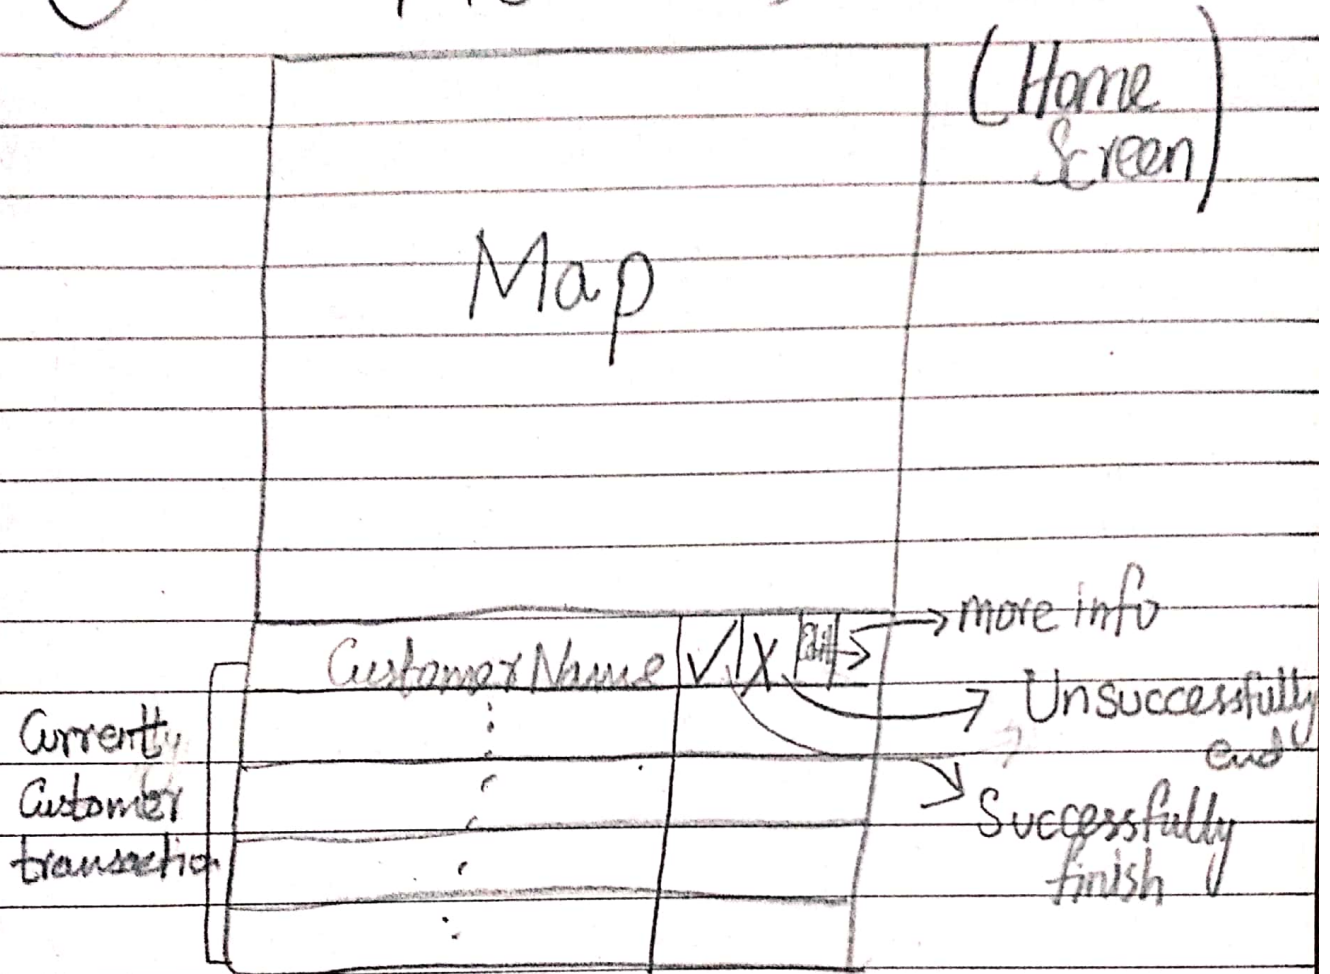 (Home
Screen)
Map
Customer Name ✓ X
more info
Unsuccessfully
end
Successfully
finish
Currently
Customer
transaction